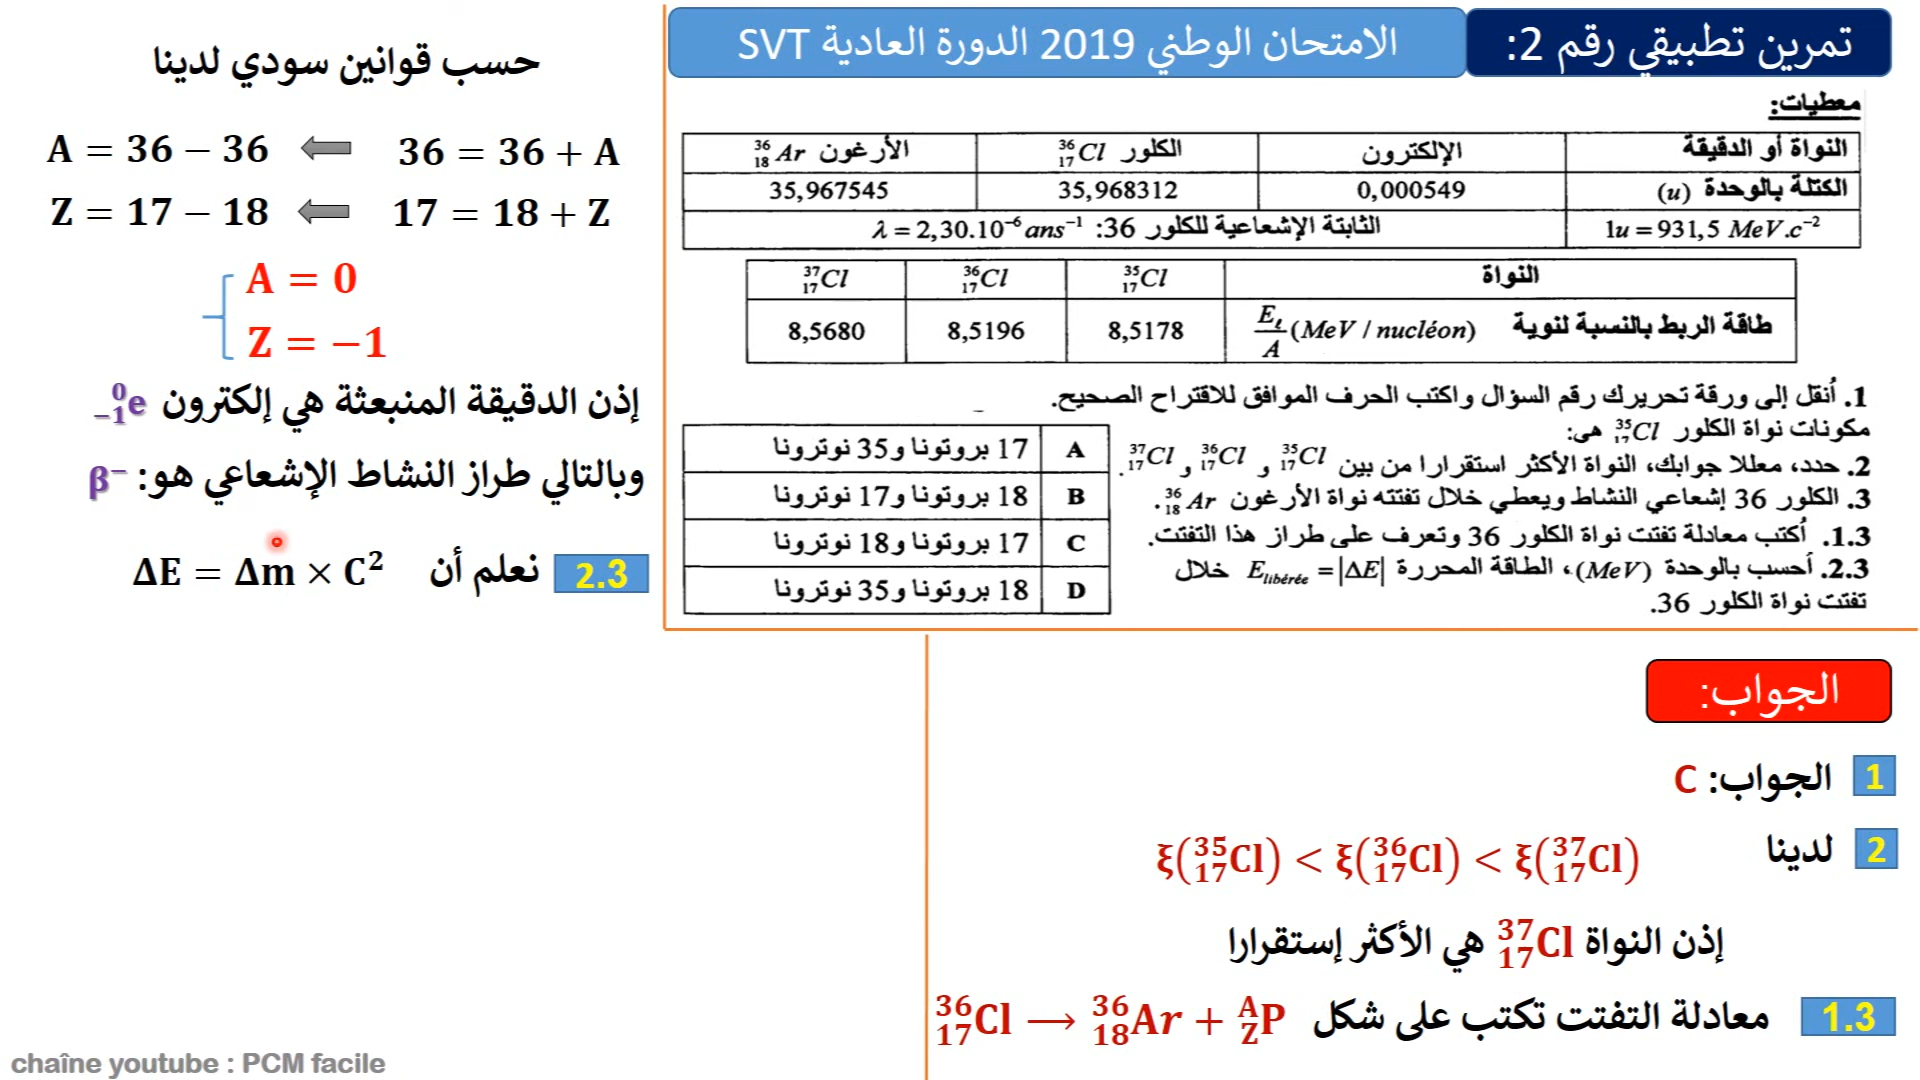 تمرين تطبيقي رقم 2:
الامتحان الوطني 2019 الدورة العادية SVT
معطيات:
النواة أو الدقيقة | الإلكترون | الكلور ³⁶₁₇Cl | الأرغون ³⁶₁₈Ar
الكتلة بالوحدة (u) | 0,000549 | 35,968312 | 35,967545
1u = 931,5 MeV.c⁻² | الثابتة الإشعاعية للكلور 36: λ = 2,30.10⁻⁶ ans⁻¹
النواة | ³⁵₁₇Cl | ³⁶₁₇Cl | ³⁷₁₇Cl
طاقة الربط بالنسبة لنوية Eℓ/A (MeV / nucléon) | 8,5178 | 8,5196 | 8,5680
1. أنقل إلى ورقة تحريرك رقم السؤال واكتب الحرف الموافق للاقتراح الصحيح.
مكونات نواة الكلور ³⁵₁₇Cl هي:
A | 17 بروتونا و35 نوترونا
B | 18 بروتونا و17 نوترونا
C | 17 بروتونا و18 نوترونا
D | 18 بروتونا و35 نوترونا
2. حدد، معللا جوابك، النواة الأكثر استقرارا من بين ³⁵₁₇Cl و ³⁶₁₇Cl و ³⁷₁₇Cl.
3. الكلور 36 إشعاعي النشاط ويعطي خلال تفتته نواة الأرغون ³⁶₁₈Ar.
1.3. أكتب معادلة تفتت نواة الكلور 36 وتعرف على طراز هذا التفتت.
2.3. أحسب بالوحدة (MeV)، الطاقة المحررة E_libérée = |ΔE| خلال
تفتت نواة الكلور 36.
الجواب:
1 الجواب: C
2 لدينا ξ(³⁵₁₇Cl) < ξ(³⁶₁₇Cl) < ξ(³⁷₁₇Cl)
إذن النواة ³⁷₁₇Cl هي الأكثر إستقرارا
1.3 معادلة التفتت تكتب على شكل ³⁶₁₇Cl ⟶ ³⁶₁₈Ar + ᴬ_Z P
حسب قوانين سودي لدينا
36 = 36 + A ⇐ A = 36 − 36
17 = 18 + Z ⇐ Z = 17 − 18
A = 0
Z = −1
إذن الدقيقة المنبعثة هي إلكترون ⁰₋₁e
وبالتالي طراز النشاط الإشعاعي هو: β⁻
2.3 نعلم أن ΔE = Δm × C²
chaîne youtube : PCM facile